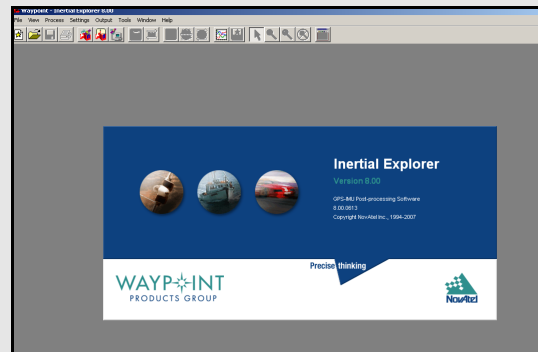 Waypoint - Inertial Explorer 8.00
File View Process Settings Output Tools Window Help
Inertial Explorer
Version 8.00
GPS-IMU Post-processing Software
8.00.0613
Copyright NovAtel Inc., 1994-2007
Precise thinking
WAYPOINT
PRODUCTS GROUP
NovAtel